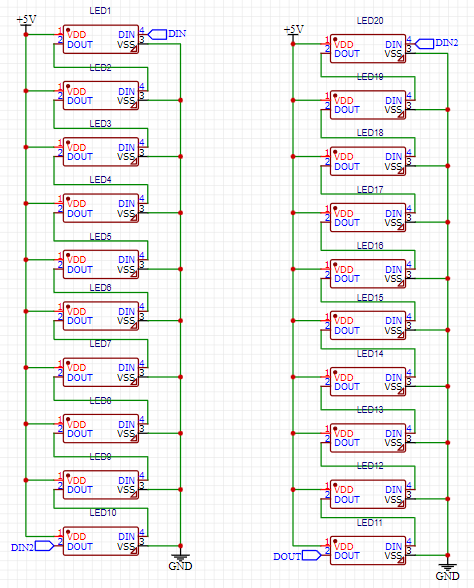 LED1
+5V
1 VDD DIN 4 DIN
2 DOUT VSS 3
LED2
1 VDD DIN 4
2 DOUT VSS 3
LED3
1 VDD DIN 4
2 DOUT VSS 3
LED4
1 VDD DIN 4
2 DOUT VSS 3
LED5
1 VDD DIN 4
2 DOUT VSS 3
LED6
1 VDD DIN 4
2 DOUT VSS 3
LED7
1 VDD DIN 4
2 DOUT VSS 3
LED8
1 VDD DIN 4
2 DOUT VSS 3
LED9
1 VDD DIN 4
2 DOUT VSS 3
LED10
1 VDD DIN 4
DIN2 2 DOUT VSS 3
GND
LED20
+5V
1 VDD DIN 4 DIN2
2 DOUT VSS 3
LED19
1 VDD DIN 4
2 DOUT VSS 3
LED18
1 VDD DIN 4
2 DOUT VSS 3
LED17
1 VDD DIN 4
2 DOUT VSS 3
LED16
1 VDD DIN 4
2 DOUT VSS 3
LED15
1 VDD DIN 4
2 DOUT VSS 3
LED14
1 VDD DIN 4
2 DOUT VSS 3
LED13
1 VDD DIN 4
2 DOUT VSS 3
LED12
1 VDD DIN 4
2 DOUT VSS 3
LED11
1 VDD DIN 4
DOUT 2 DOUT VSS 3
GND